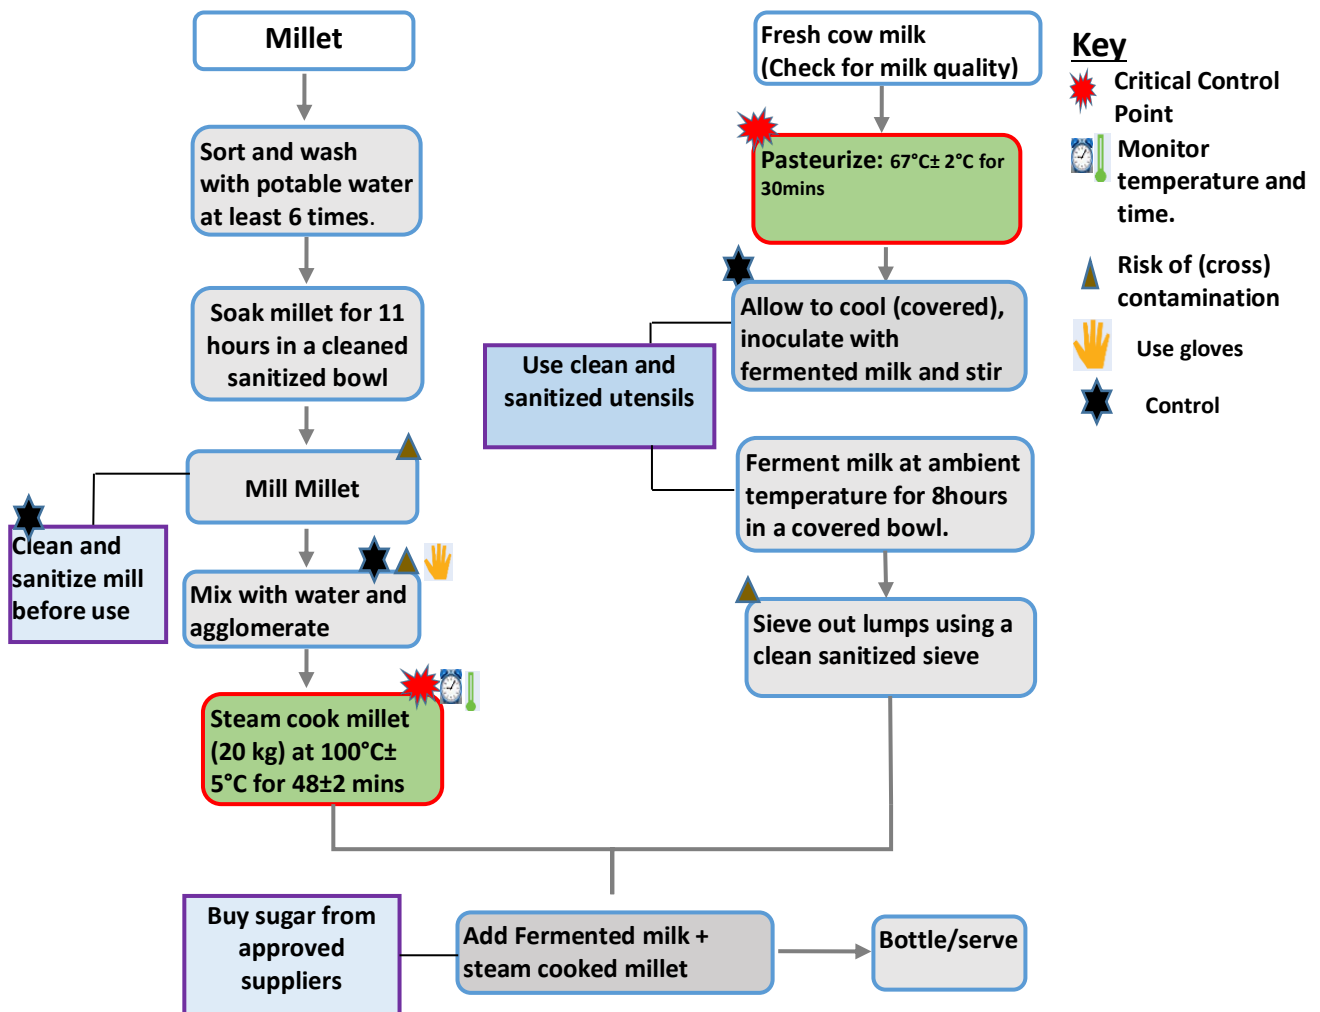 Millet
Sort and wash
with potable water
at least 6 times.
Soak millet for 11
hours in a cleaned
sanitized bowl
Mill Millet
Clean and
sanitize mill
before use
Mix with water and
agglomerate
Steam cook millet
(20 kg) at 100°C±
5°C for 48±2 mins
Fresh cow milk
(Check for milk quality)
Pasteurize: 67°C± 2°C for
30mins
Allow to cool (covered),
inoculate with
fermented milk and stir
Use clean and
sanitized utensils
Ferment milk at ambient
temperature for 8hours
in a covered bowl.
Sieve out lumps using a
clean sanitized sieve
Buy sugar from
approved
suppliers
Add Fermented milk +
steam cooked millet
Bottle/serve
Key
Critical Control
Point
Monitor
temperature and
time.
Risk of (cross)
contamination
Use gloves
Control